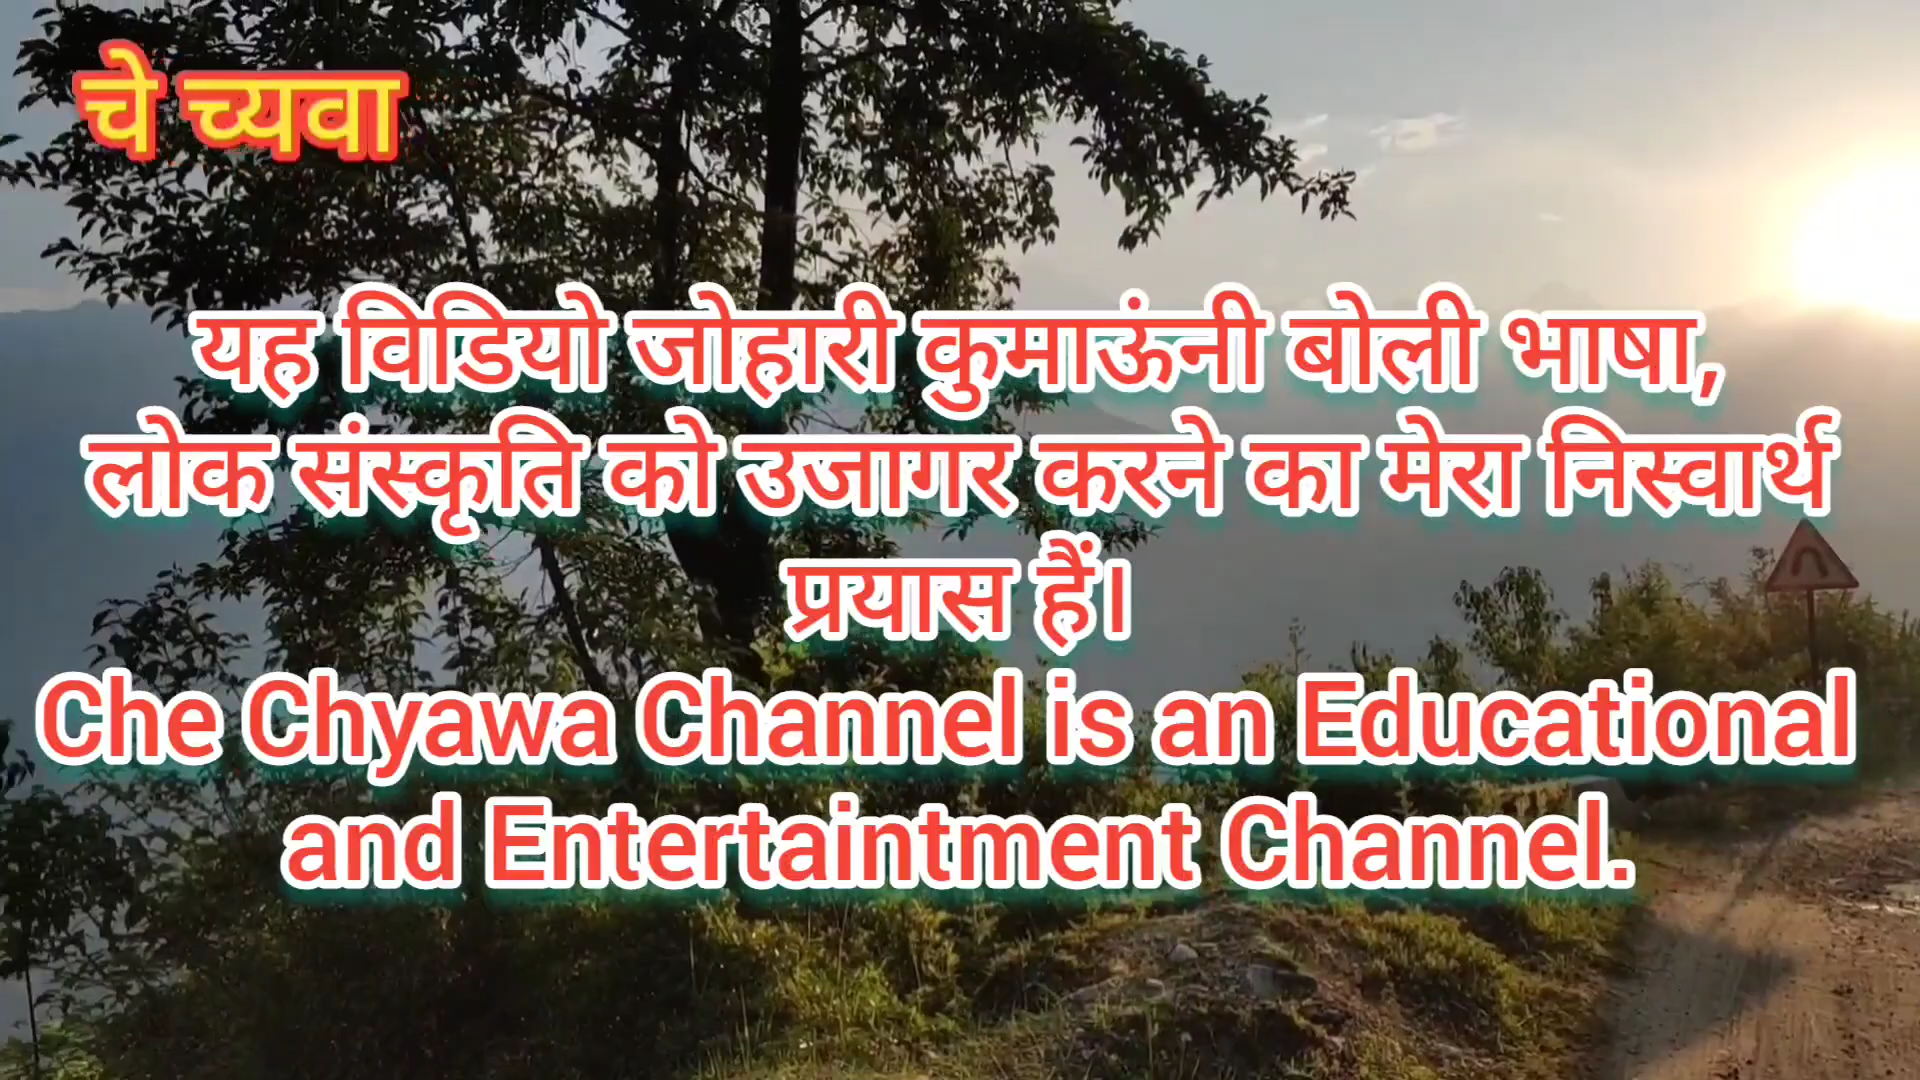 चे च्यवा
यह विडियो जोहारी कुमाऊंनी बोली भाषा,
लोक संस्कृति को उजागर करने का मेरा निस्वार्थ
प्रयास हैं।
Che Chyawa Channel is an Educational
and Entertaintment Channel.